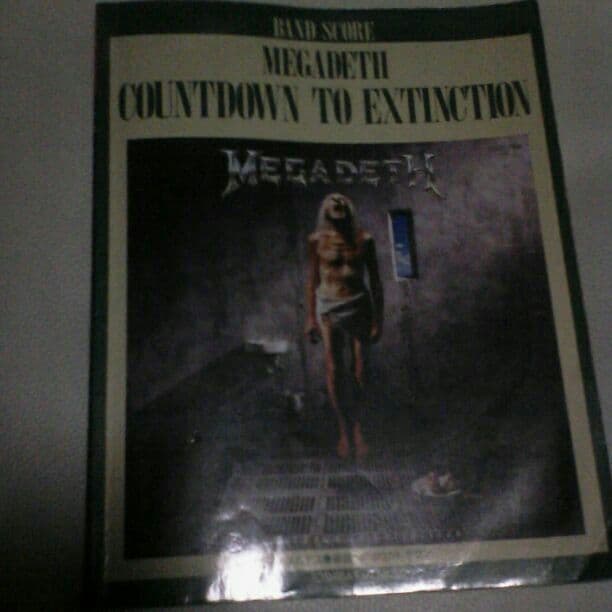 BAND SCORE
MEGADETH
COUNTDOWN TO EXTINCTION
MEGADETH